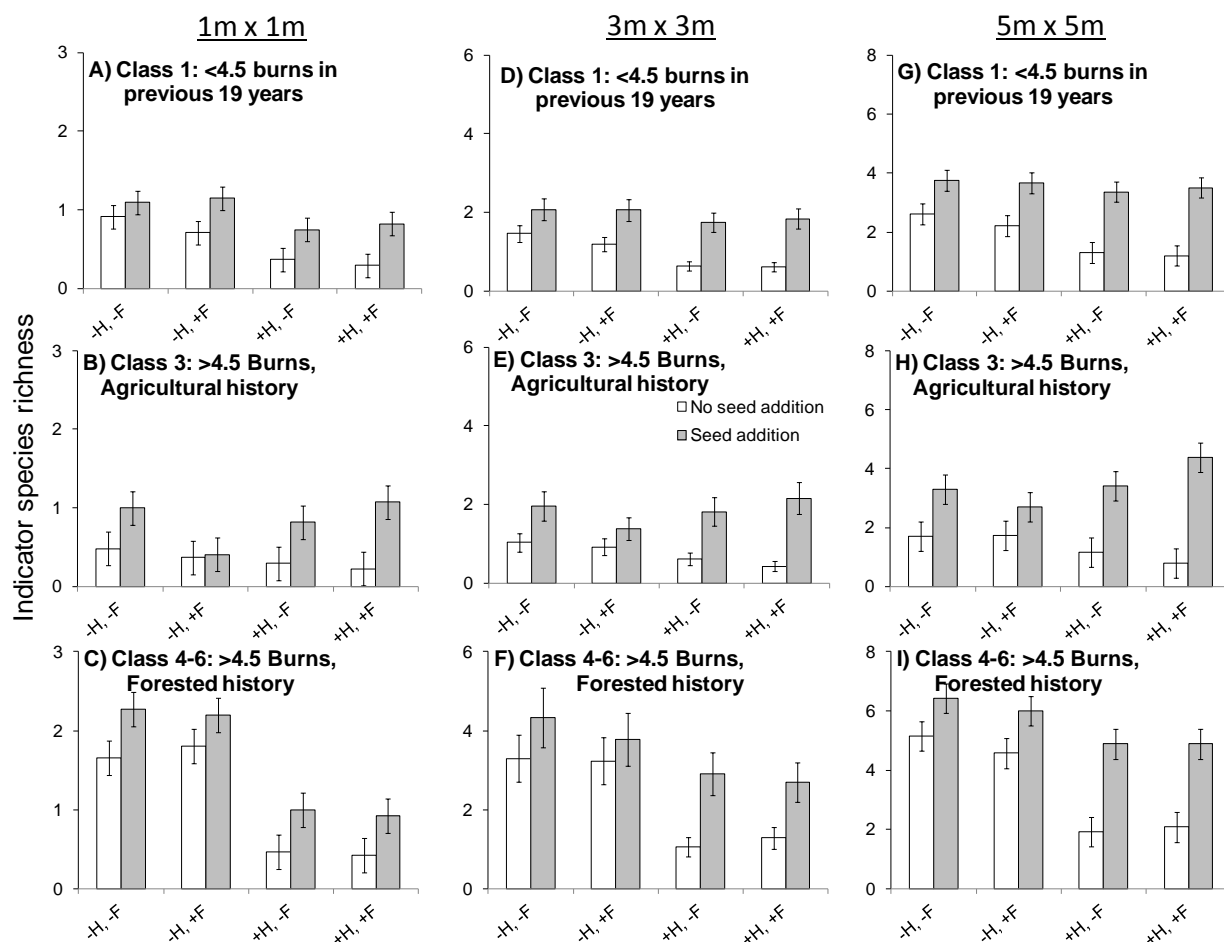 1m x 1m
3m x 3m
5m x 5m
Indicator species richness
A) Class 1: <4.5 burns in
previous 19 years
3
2
1
0
-H, -F
-H, +F
+H, -F
+H, +F
D) Class 1: <4.5 burns in
previous 19 years
6
4
2
0
-H, -F
-H, +F
+H, -F
+H, +F
G) Class 1: <4.5 burns in
previous 19 years
8
6
4
2
0
-H, -F
-H, +F
+H, -F
+H, +F
B) Class 3: >4.5 Burns,
Agricultural history
3
2
1
0
-H, -F
-H, +F
+H, -F
+H, +F
E) Class 3: >4.5 Burns,
Agricultural history
No seed addition
Seed addition
6
4
2
0
-H, -F
-H, +F
+H, -F
+H, +F
H) Class 3: >4.5 Burns,
Agricultural history
8
6
4
2
0
-H, -F
-H, +F
+H, -F
+H, +F
C) Class 4-6: >4.5 Burns,
Forested history
3
2
1
0
-H, -F
-H, +F
+H, -F
+H, +F
F) Class 4-6: >4.5 Burns,
Forested history
6
4
2
0
-H, -F
-H, +F
+H, -F
+H, +F
I) Class 4-6: >4.5 Burns,
Forested history
8
6
4
2
0
-H, -F
-H, +F
+H, -F
+H, +F